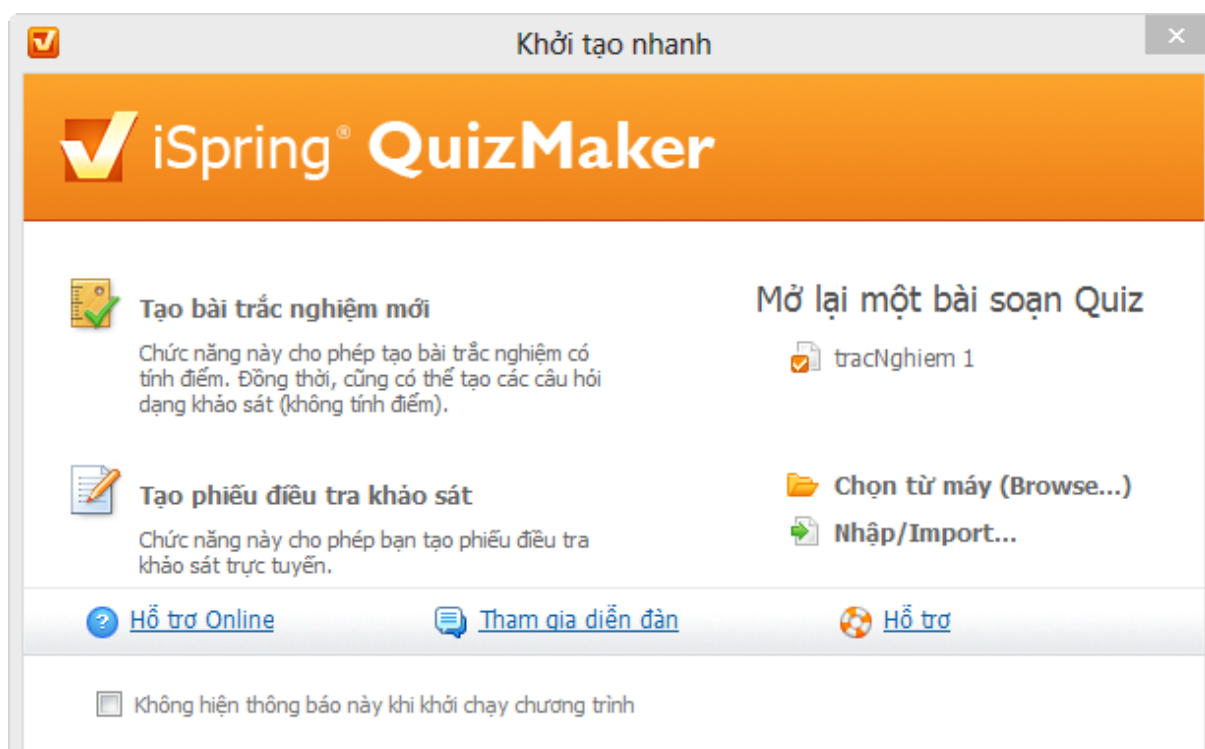 Khởi tạo nhanh
iSpring® QuizMaker
Tạo bài trắc nghiệm mới
Chức năng này cho phép tạo bài trắc nghiệm có
tính điểm. Đồng thời, cũng có thể tạo các câu hỏi
dạng khảo sát (không tính điểm).
Tạo phiếu điều tra khảo sát
Chức năng này cho phép bạn tạo phiếu điều tra
khảo sát trực tuyến.
Mở lại một bài soạn Quiz
tracNghiem 1
Chọn từ máy (Browse...)
Nhập/Import...
Hỗ trơ Online
Tham gia diễn đàn
Hỗ trơ
Không hiện thông báo này khi khởi chạy chương trình